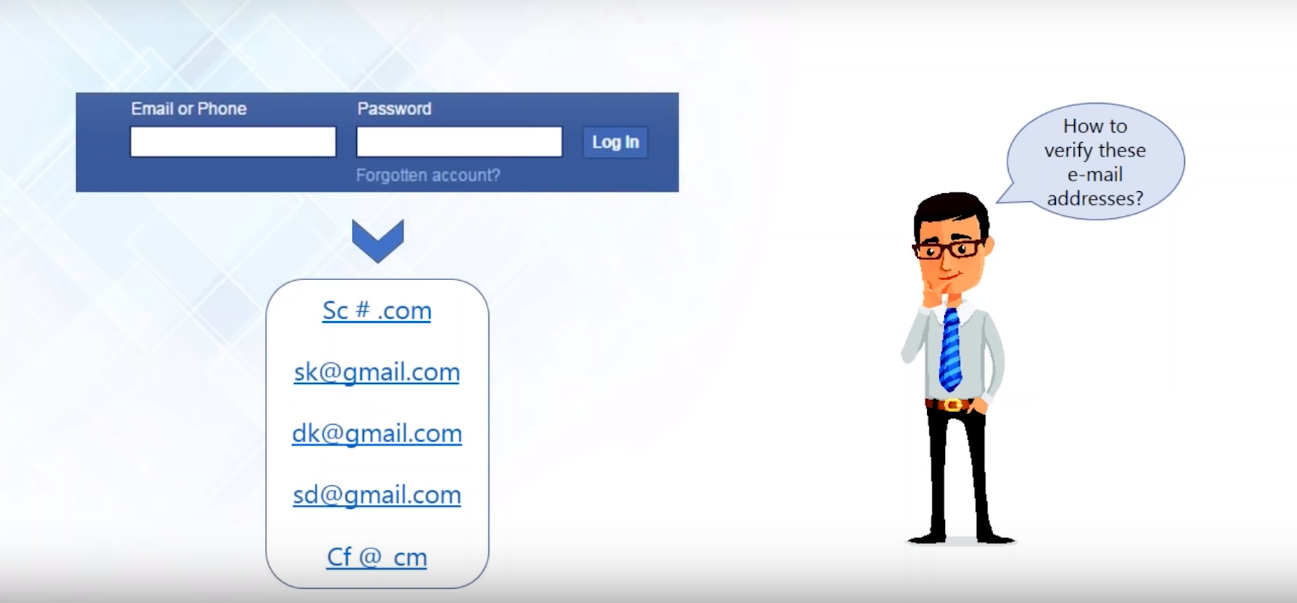 Email or Phone
Password
Log In
Forgotten account?
How to
verify these
e-mail
addresses?
Sc # .com
sk@gmail.com
dk@gmail.com
sd@gmail.com
Cf @ cm